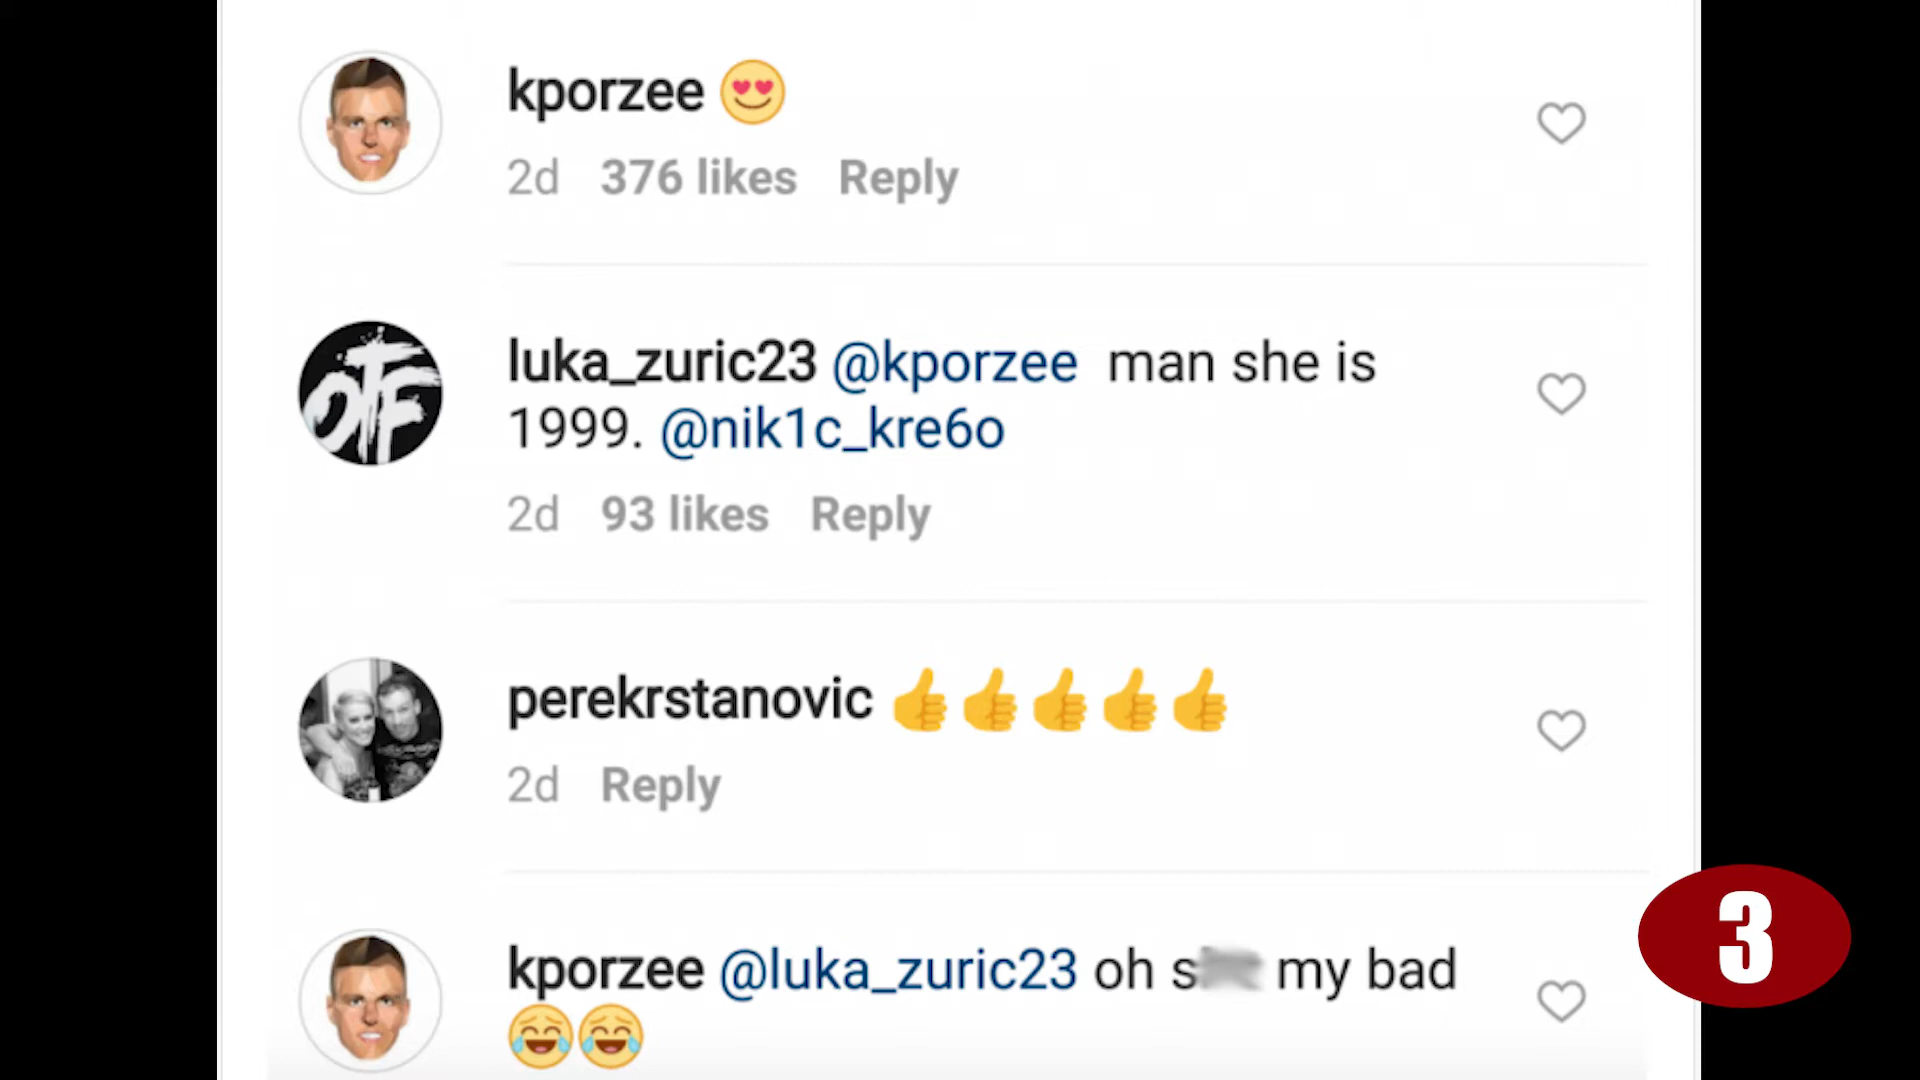 kporzee 😍
2d 376 likes Reply
OTF
luka_zuric23 @kporzee man she is
1999. @nik1c_kre6o
2d 93 likes Reply
perekrstanovic 👍👍👍👍👍
2d Reply
kporzee @luka_zuric23 oh s my bad
😂😂
3